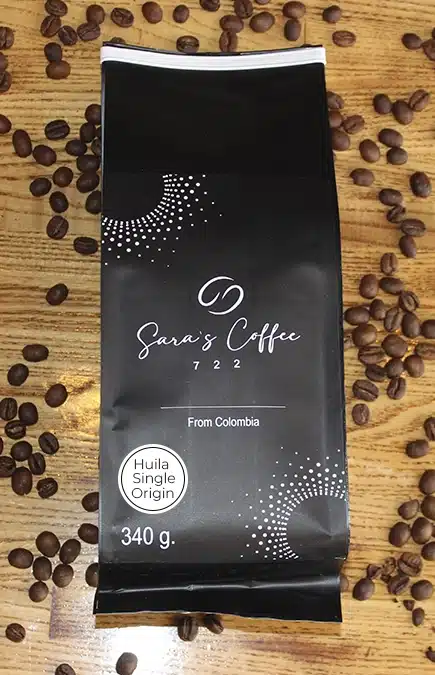 Sara's Coffee
722
From Colombia
Huila
Single
Origin
340 g.